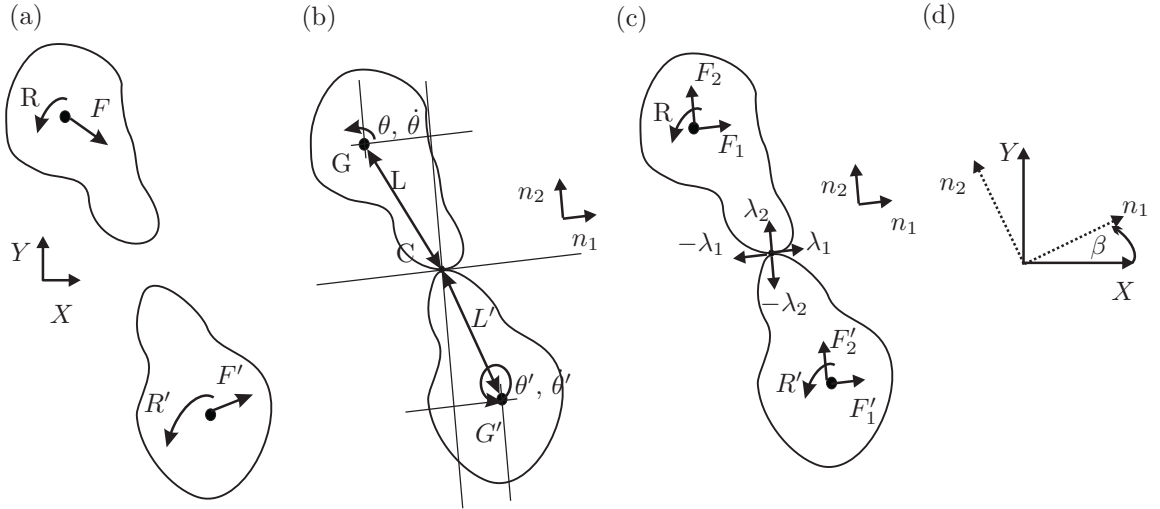 (a)
R
F
Y
X
R′
F′
(b)
θ, θ̇
G
L
n₂
n₁
C
L′
θ′, θ̇′
G′
(c)
F₂
R
F₁
n₂
n₁
λ₂
−λ₁
λ₁
−λ₂
F′₂
R′
F′₁
(d)
Y
n₂
n₁
β
X